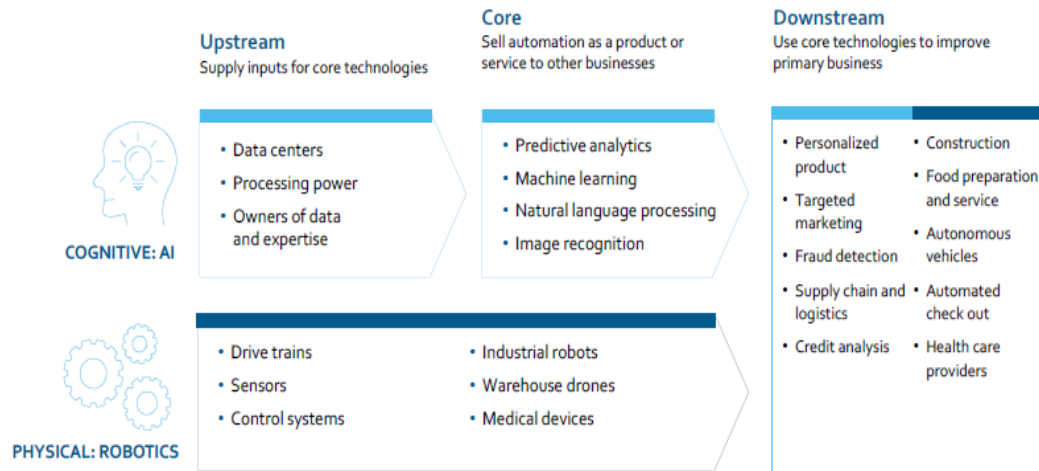 Upstream
Supply inputs for core technologies
Core
Sell automation as a product or
service to other businesses
Downstream
Use core technologies to improve
primary business
COGNITIVE: AI
• Data centers
• Processing power
• Owners of data
and expertise
• Predictive analytics
• Machine learning
• Natural language processing
• Image recognition
PHYSICAL: ROBOTICS
• Drive trains
• Sensors
• Control systems
• Industrial robots
• Warehouse drones
• Medical devices
• Personalized
product
• Targeted
marketing
• Fraud detection
• Supply chain and
logistics
• Credit analysis
• Construction
• Food preparation
and service
• Autonomous
vehicles
• Automated
check out
• Health care
providers